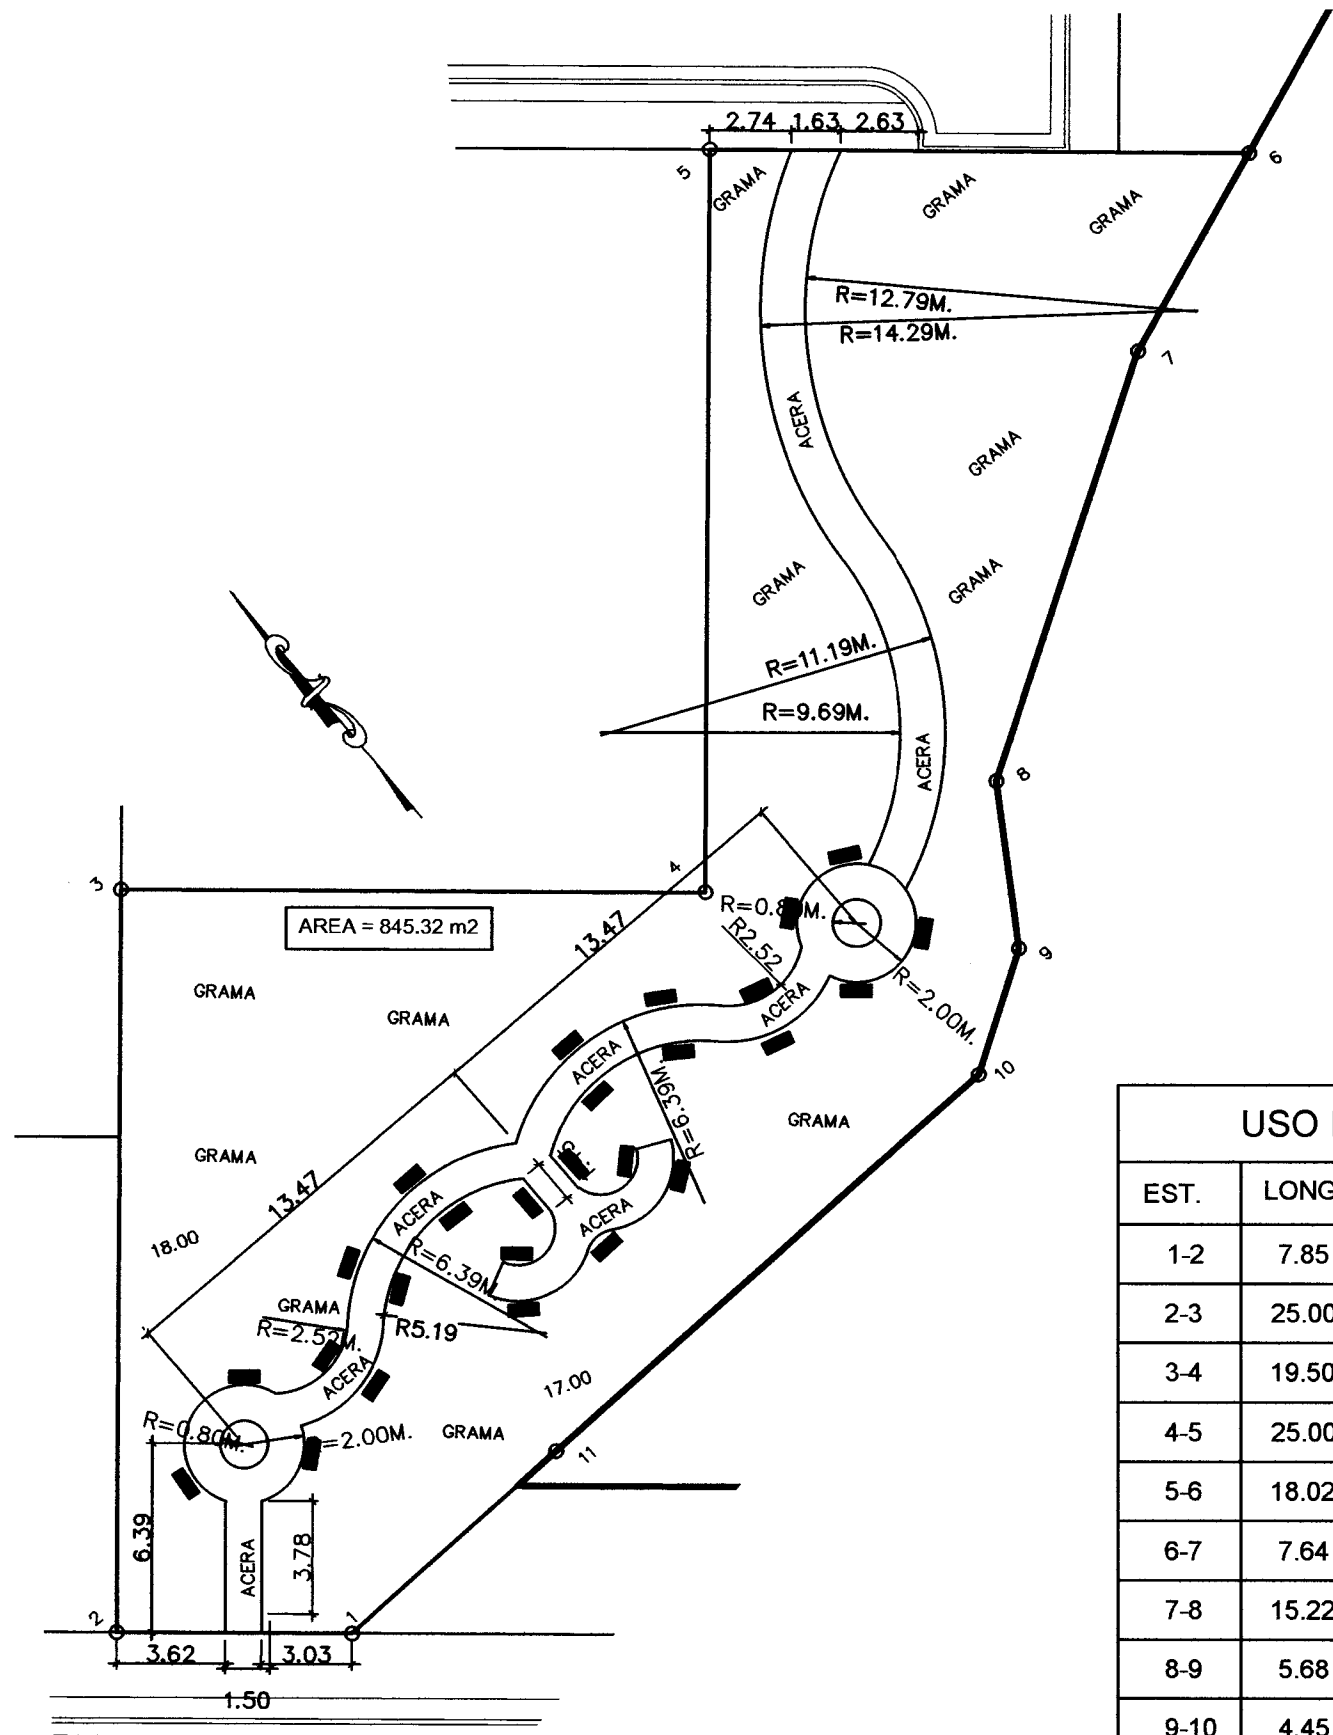 2.74 1.63 2.63
5
6
GRAMA
GRAMA
GRAMA
R=12.79M.
R=14.29M.
7
ACERA
GRAMA
GRAMA
GRAMA
R=11.19M.
R=9.69M.
ACERA
8
3
4
AREA = 845.32 m2
13.47
R2.52
R=2.00M.
9
GRAMA
GRAMA
ACERA
ACERA
R=6.39M.
10
GRAMA
GRAMA
13.47
18.00
ACERA
ACERA
R=6.39M
GRAMA
R=2.52M.
R5.19
ACERA
17.00
R=0.80M.
=2.00M.
GRAMA
11
6.39
ACERA
3.78
2
1
3.62
3.03
1.50
USO
EST. LONG
1-2 7.85
2-3 25.00
3-4 19.50
4-5 25.00
5-6 18.02
6-7 7.64
7-8 15.22
8-9 5.68
9-10 4.45